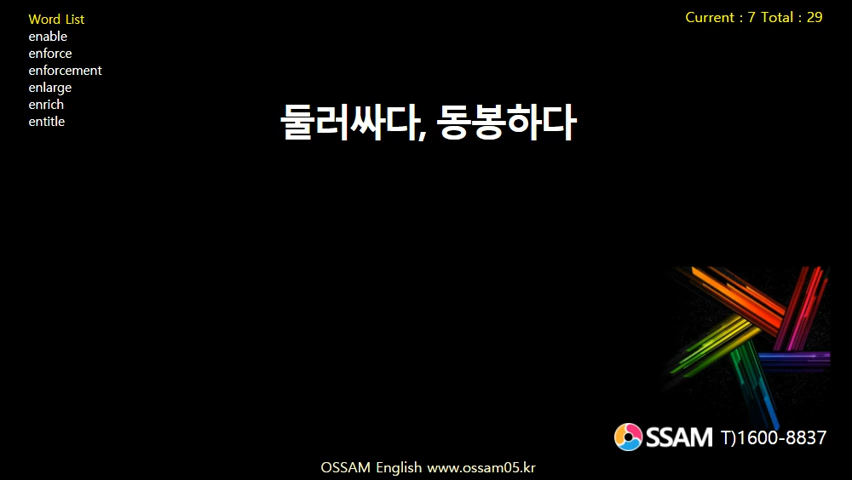 Word List
enable
enforce
enforcement
enlarge
enrich
entitle
Current : 7 Total : 29
둘러싸다, 동봉하다
SSAM T)1600-8837
OSSAM English www.ossam05.kr